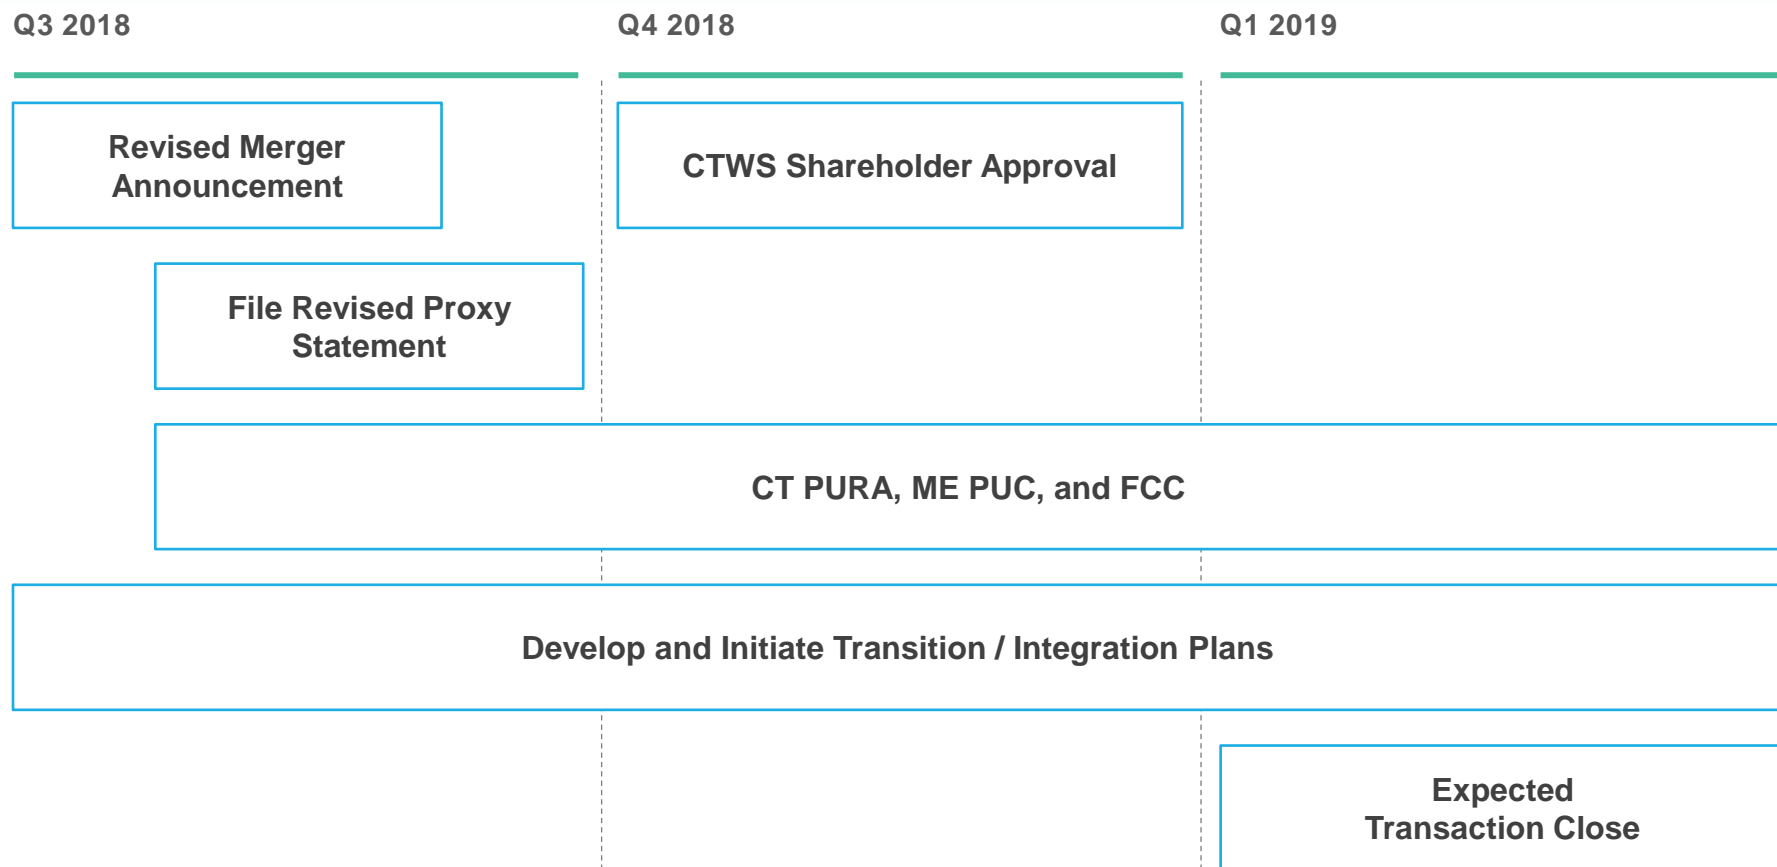 Q3 2018
Q4 2018
Q1 2019
Revised Merger
Announcement
CTWS Shareholder Approval
File Revised Proxy
Statement
CT PURA, ME PUC, and FCC
Develop and Initiate Transition / Integration Plans
Expected
Transaction Close